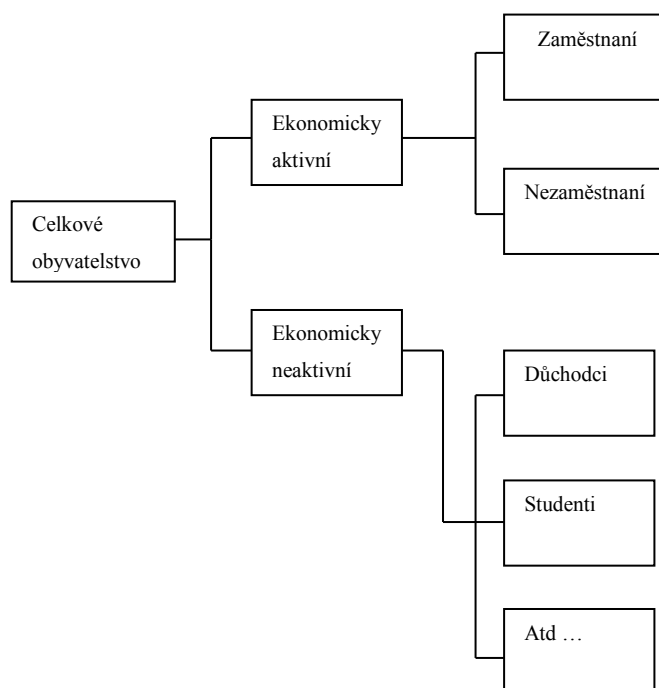 Zaměstnaní
Ekonomicky
aktivní
Nezaměstnaní
Celkové
obyvatelstvo
Ekonomicky
neaktivní
Důchodci
Studenti
Atd …